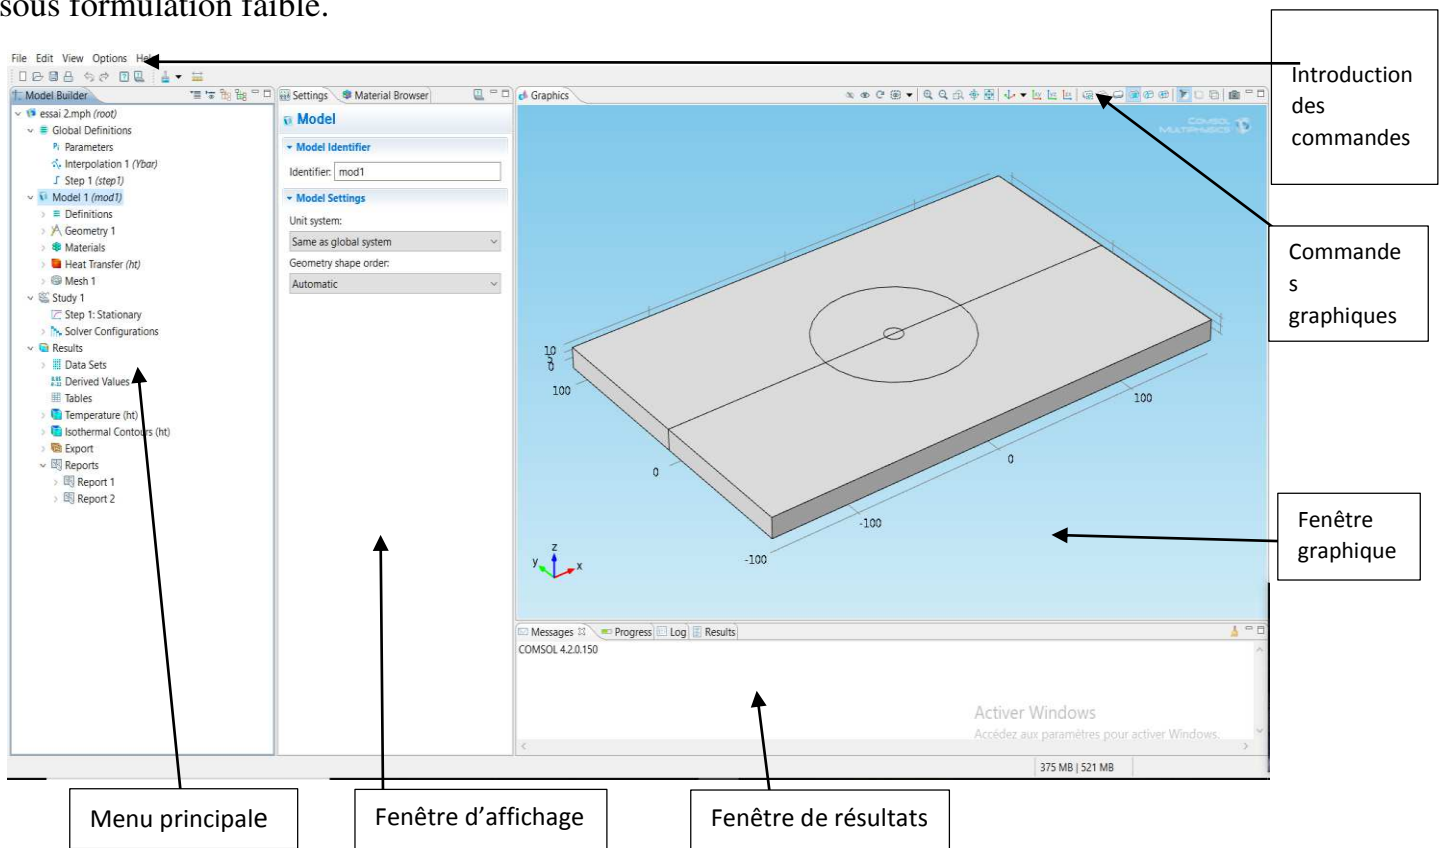 sous formulation faible.
File Edit View Options Help
Model Builder
essai 2.mph (root)
Global Definitions
Pi Parameters
Interpolation 1 (Ybar)
Step 1 (step1)
Model 1 (mod1)
Definitions
Geometry 1
Materials
Heat Transfer (ht)
Mesh 1
Study 1
Step 1: Stationary
Solver Configurations
Results
Data Sets
Derived Values
Tables
Temperature (ht)
Isothermal Contours (ht)
Export
Reports
Report 1
Report 2
Settings Material Browser
Model
Model Identifier
Identifier: mod1
Model Settings
Unit system:
Same as global system
Geometry shape order:
Automatic
Graphics
COMSOL
MULTIPHYSICS
10
5
0
100
0
-100
-100
0
100
z
y
x
Messages Progress Log Results
COMSOL 4.2.0.150
Activer Windows
Accédez aux paramètres pour activer Windows.
375 MB | 521 MB
Introduction
des
commandes
Commande
s
graphiques
Fenêtre
graphique
Menu principale
Fenêtre d’affichage
Fenêtre de résultats